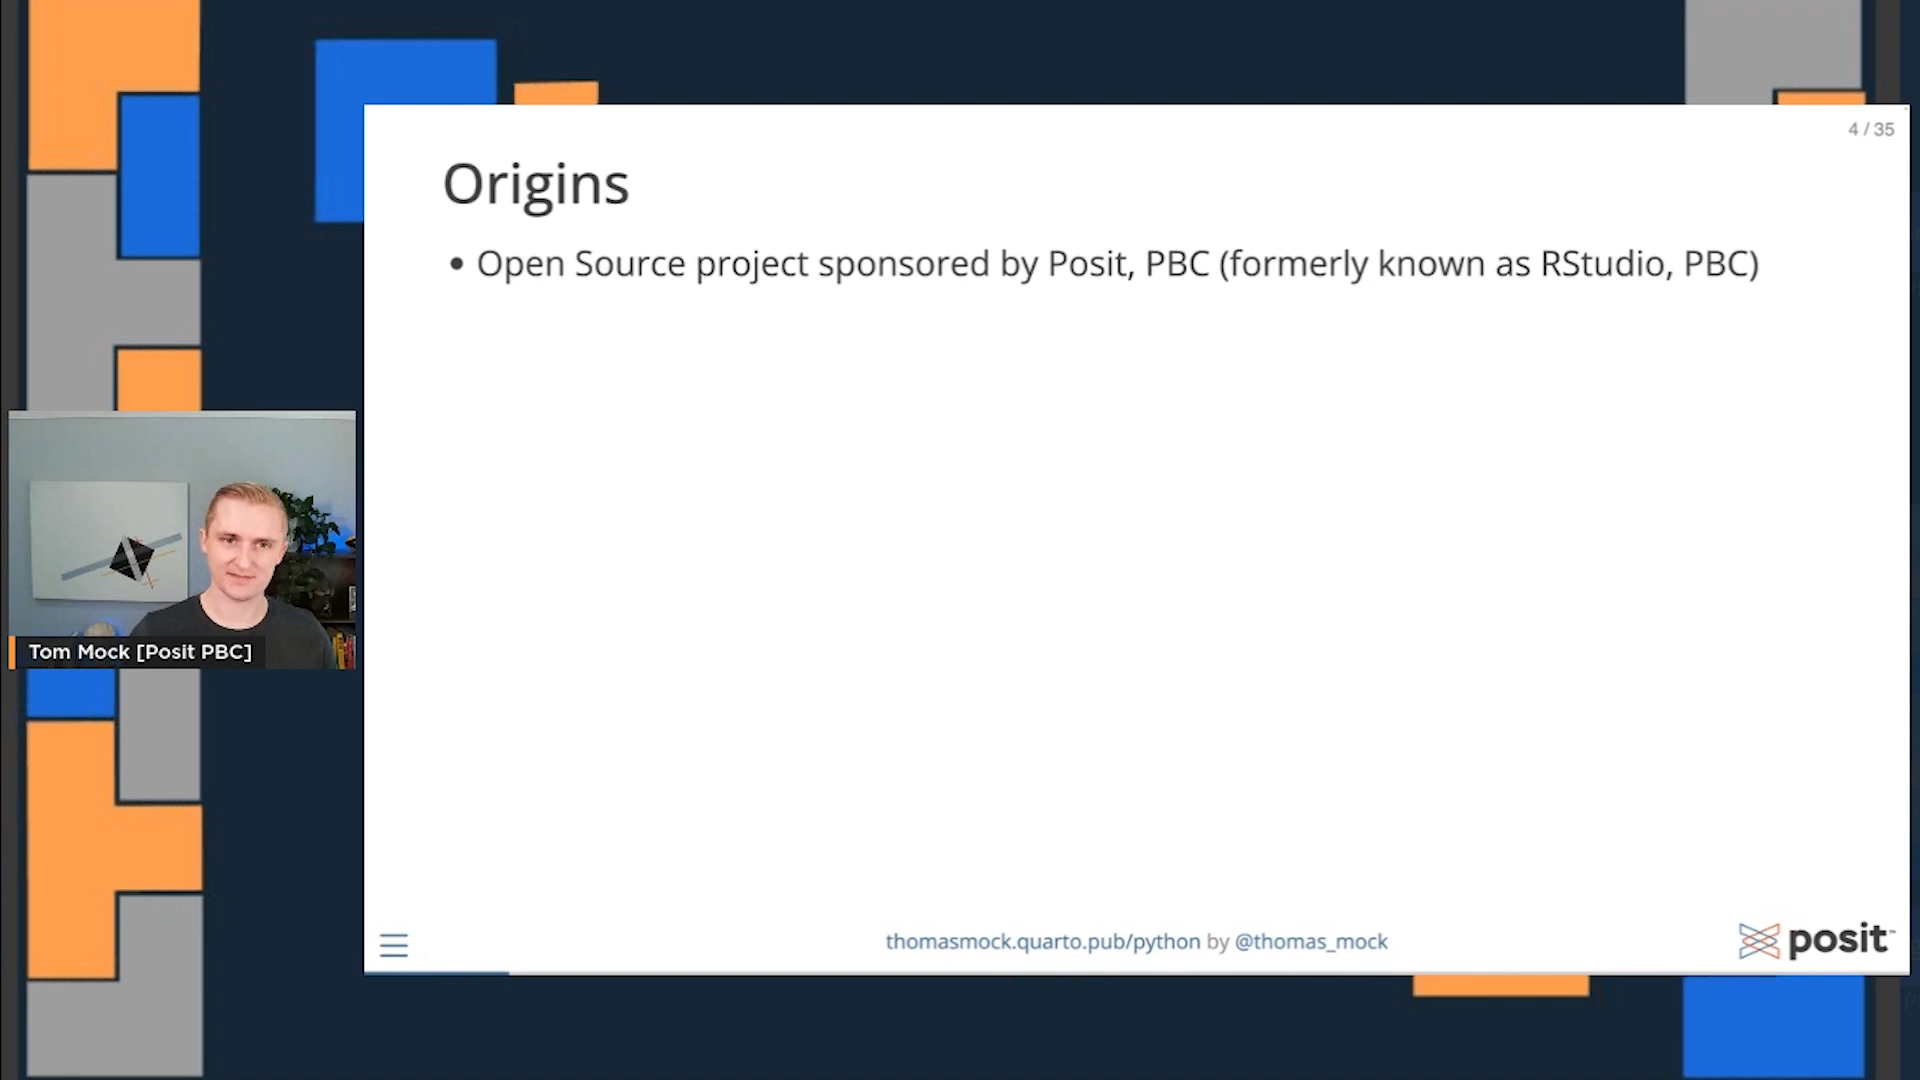 4 / 35
Origins
• Open Source project sponsored by Posit, PBC (formerly known as RStudio, PBC)
Tom Mock [Posit PBC]
thomasmock.quarto.pub/python by @thomas_mock
posit™